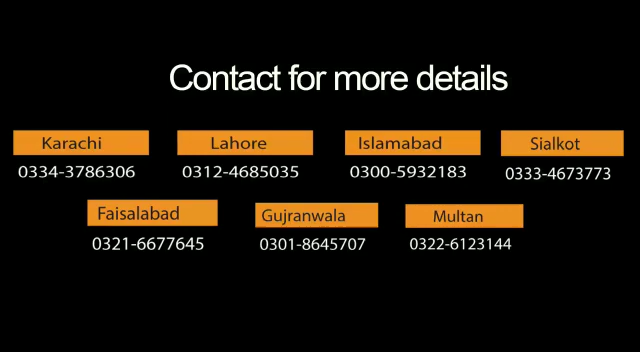 Contact for more details
Karachi Lahore Islamabad Sialkot
0334-3786306 0312-4685035 0300-5932183 0333-4673773
Faisalabad Gujranwala Multan
0321-6677645 0301-8645707 0322-6123144